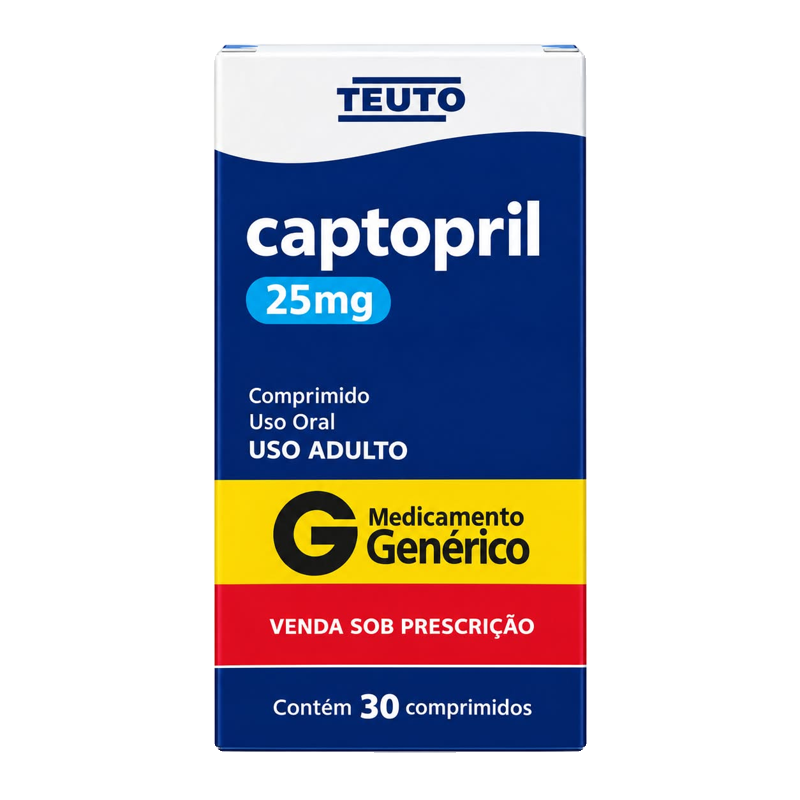 TEUTO
captopril
25mg
Comprimido
Uso Oral
USO ADULTO
G Medicamento
Genérico
VENDA SOB PRESCRIÇÃO
Contém 30 comprimidos